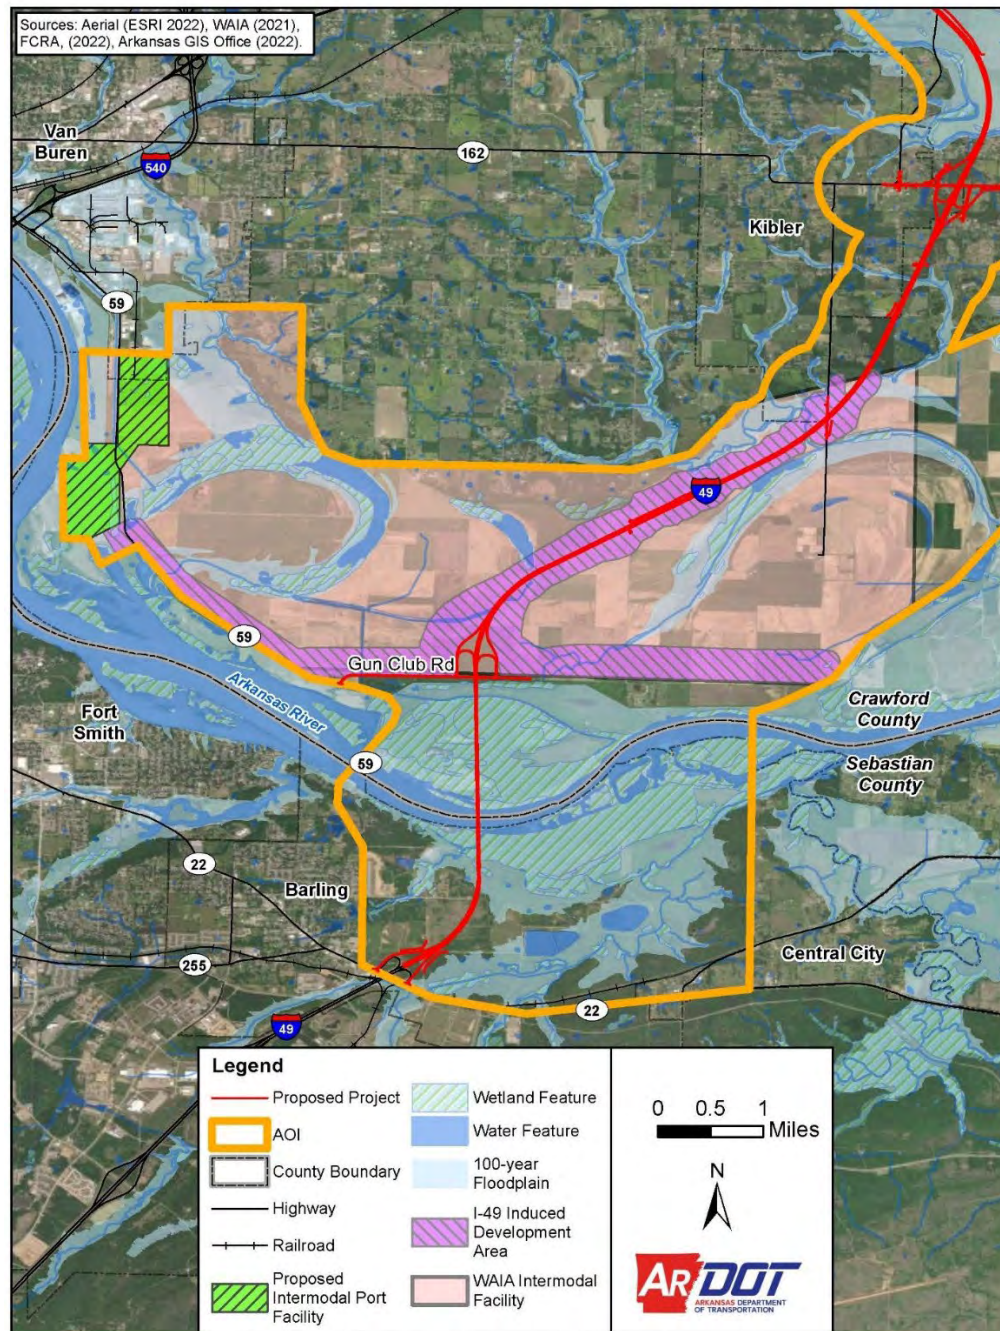 Sources: Aerial (ESRI 2022), WAIA (2021),
FCRA, (2022), Arkansas GIS Office (2022).
Van
Buren
540
162
Kibler
59
49
59
Gun Club Rd
Arkansas River
Fort
Smith
59
Crawford
County
Sebastian
County
22
Barling
255
Central City
22
49
Legend
Proposed Project
AOI
County Boundary
Highway
Railroad
Proposed
Intermodal Port
Facility
Wetland Feature
Water Feature
100-year
Floodplain
I-49 Induced
Development
Area
WAIA Intermodal
Facility
0 0.5 1
Miles
N
ARDOT
ARKANSAS DEPARTMENT
OF TRANSPORTATION